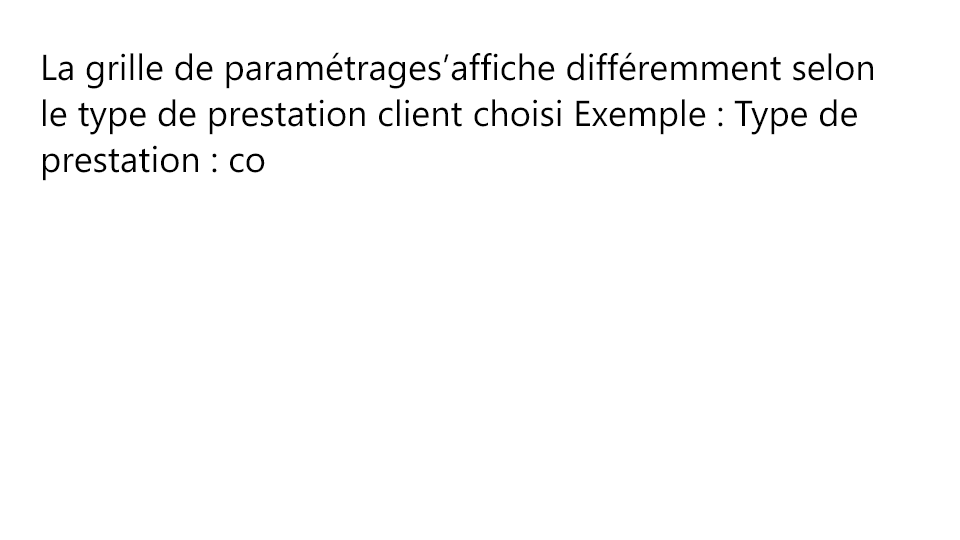 La grille de paramétrages’affiche différemment selon
le type de prestation client choisi Exemple : Type de
prestation : co